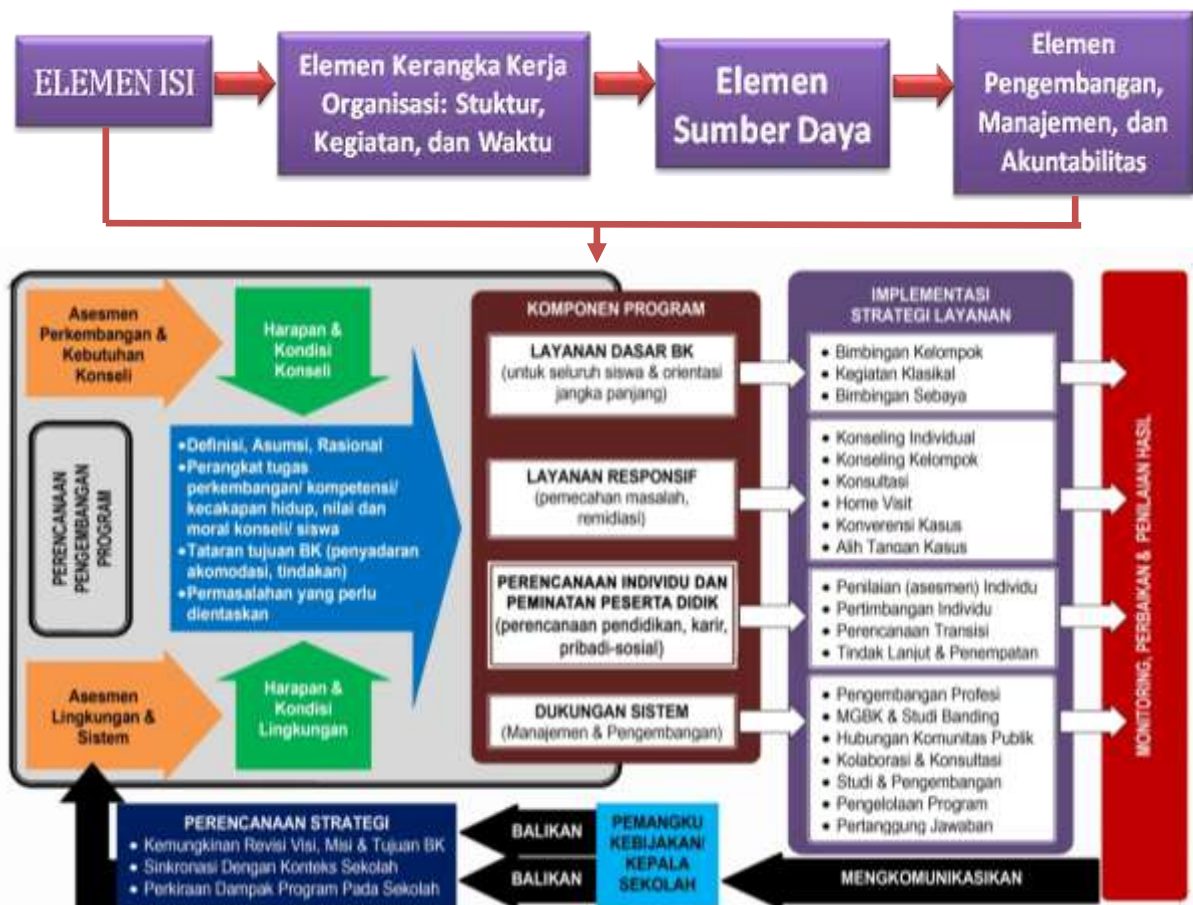 ELEMEN ISI
Elemen Kerangka Kerja
Organisasi: Stuktur,
Kegiatan, dan Waktu
Elemen
Sumber Daya
Elemen
Pengembangan,
Manajemen, dan
Akuntabilitas
Asesmen
Perkembangan &
Kebutuhan
Konseli
Harapan &
Kondisi
Konseli
PERENCANAAN
PENGEMBANGAN
PROGRAM
•Definisi, Asumsi, Rasional
•Perangkat tugas
perkembangan/ kompetensi/
kecakapan hidup, nilai dan
moral konseli/ siswa
•Tataran tujuan BK (penyadaran
akomodasi, tindakan)
•Permasalahan yang perlu
dientaskan
Asesmen
Lingkungan &
Sistem
Harapan &
Kondisi
Lingkungan
KOMPONEN PROGRAM
LAYANAN DASAR BK
(untuk seluruh siswa & orientasi
jangka panjang)
LAYANAN RESPONSIF
(pemecahan masalah,
remidiasi)
PERENCANAAN INDIVIDU DAN
PEMINATAN PESERTA DIDIK
(perencanaan pendidikan, karir,
pribadi-sosial)
DUKUNGAN SISTEM
(Manajemen & Pengembangan)
IMPLEMENTASI
STRATEGI LAYANAN
• Bimbingan Kelompok
• Kegiatan Klasikal
• Bimbingan Sebaya
• Konseling Individual
• Konseling Kelompok
• Konsultasi
• Home Visit
• Konverensi Kasus
• Alih Tangan Kasus
• Penilaian (asesmen) Individu
• Pertimbangan Individu
• Perencanaan Transisi
• Tindak Lanjut & Penempatan
• Pengembangan Profesi
• MGBK & Studi Banding
• Hubungan Komunitas Publik
• Kolaborasi & Konsultasi
• Studi & Pengembangan
• Pengelolaan Program
• Pertanggung Jawaban
MONITORING, PERBAIKAN & PENILAIAN HASIL
PERENCANAAN STRATEGI
• Kemungkinan Revisi Visi, Misi & Tujuan BK
• Sinkronasi Dengan Konteks Sekolah
• Perkiraan Dampak Program Pada Sekolah
BALIKAN
BALIKAN
PEMANGKU
KEBIJAKAN/
KEPALA
SEKOLAH
MENGKOMUNIKASIKAN